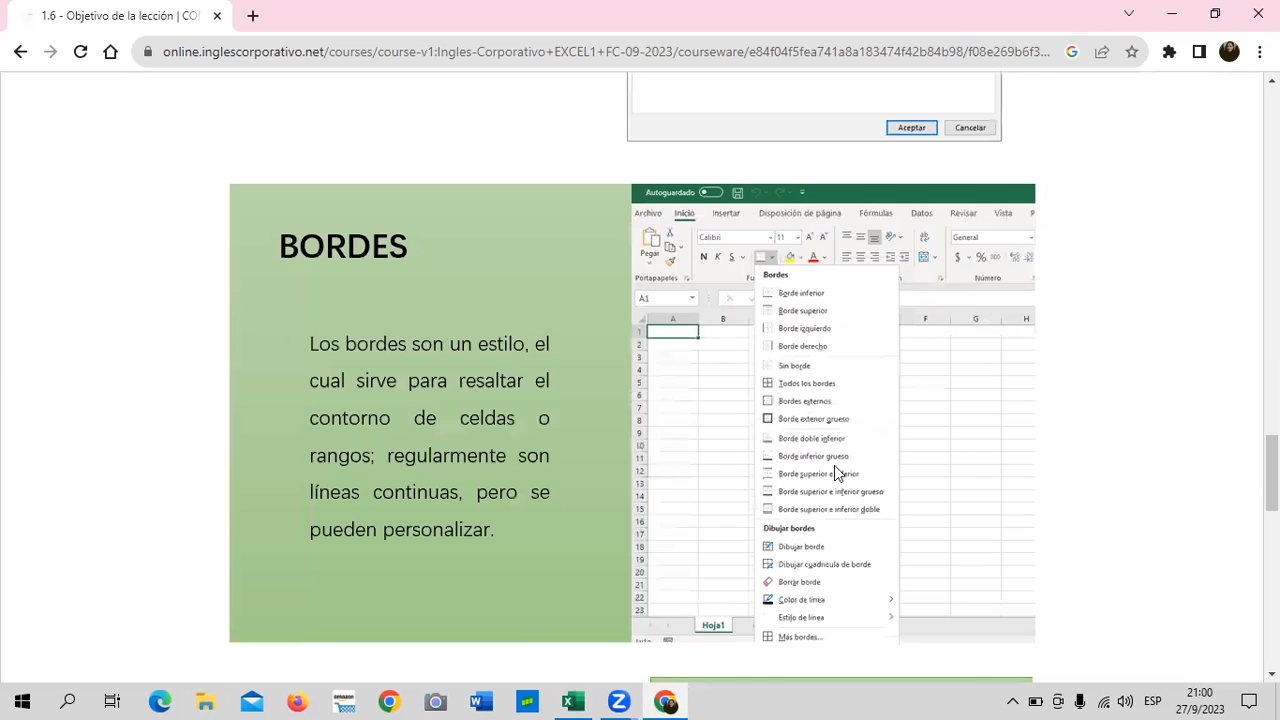 1.6 - Objetivo de la lección | CO
online.inglescorporativo.net/courses/course-v1:Ingles-Corporativo+EXCEL1+FC-09-2023/courseware/e84f04f5fea741a8a183474f42b84b98/f08e269b6f3...
Aceptar Cancelar
BORDES
Los bordes son un estilo, el
cual sirve para resaltar el
contorno de celdas o
rangos; regularmente son
líneas continuas, pero se
pueden personalizar.
Autoguardado
Archivo Inicio Insertar Disposición de página Fórmulas Datos Revisar Vista
Pegar Calibri 11 A A General
N K S A % 000
Portapapeles Número
A1
A B F G H
Bordes
Borde inferior
Borde superior
Borde izquierdo
Borde derecho
Sin borde
Todos los bordes
Bordes externos
Borde exterior grueso
Borde doble inferior
Borde inferior grueso
Borde superior e inferior
Borde superior e inferior grueso
Borde superior e inferior doble
Dibujar bordes
Dibujar borde
Dibujar cuadrícula de borde
Borrar borde
Color de línea
Estilo de línea
Más bordes...
1
2
3
4
5
6
7
8
9
10
11
12
13
14
15
16
17
18
19
20
21
22
23
Hoja1
ESP
21:00
27/9/2023